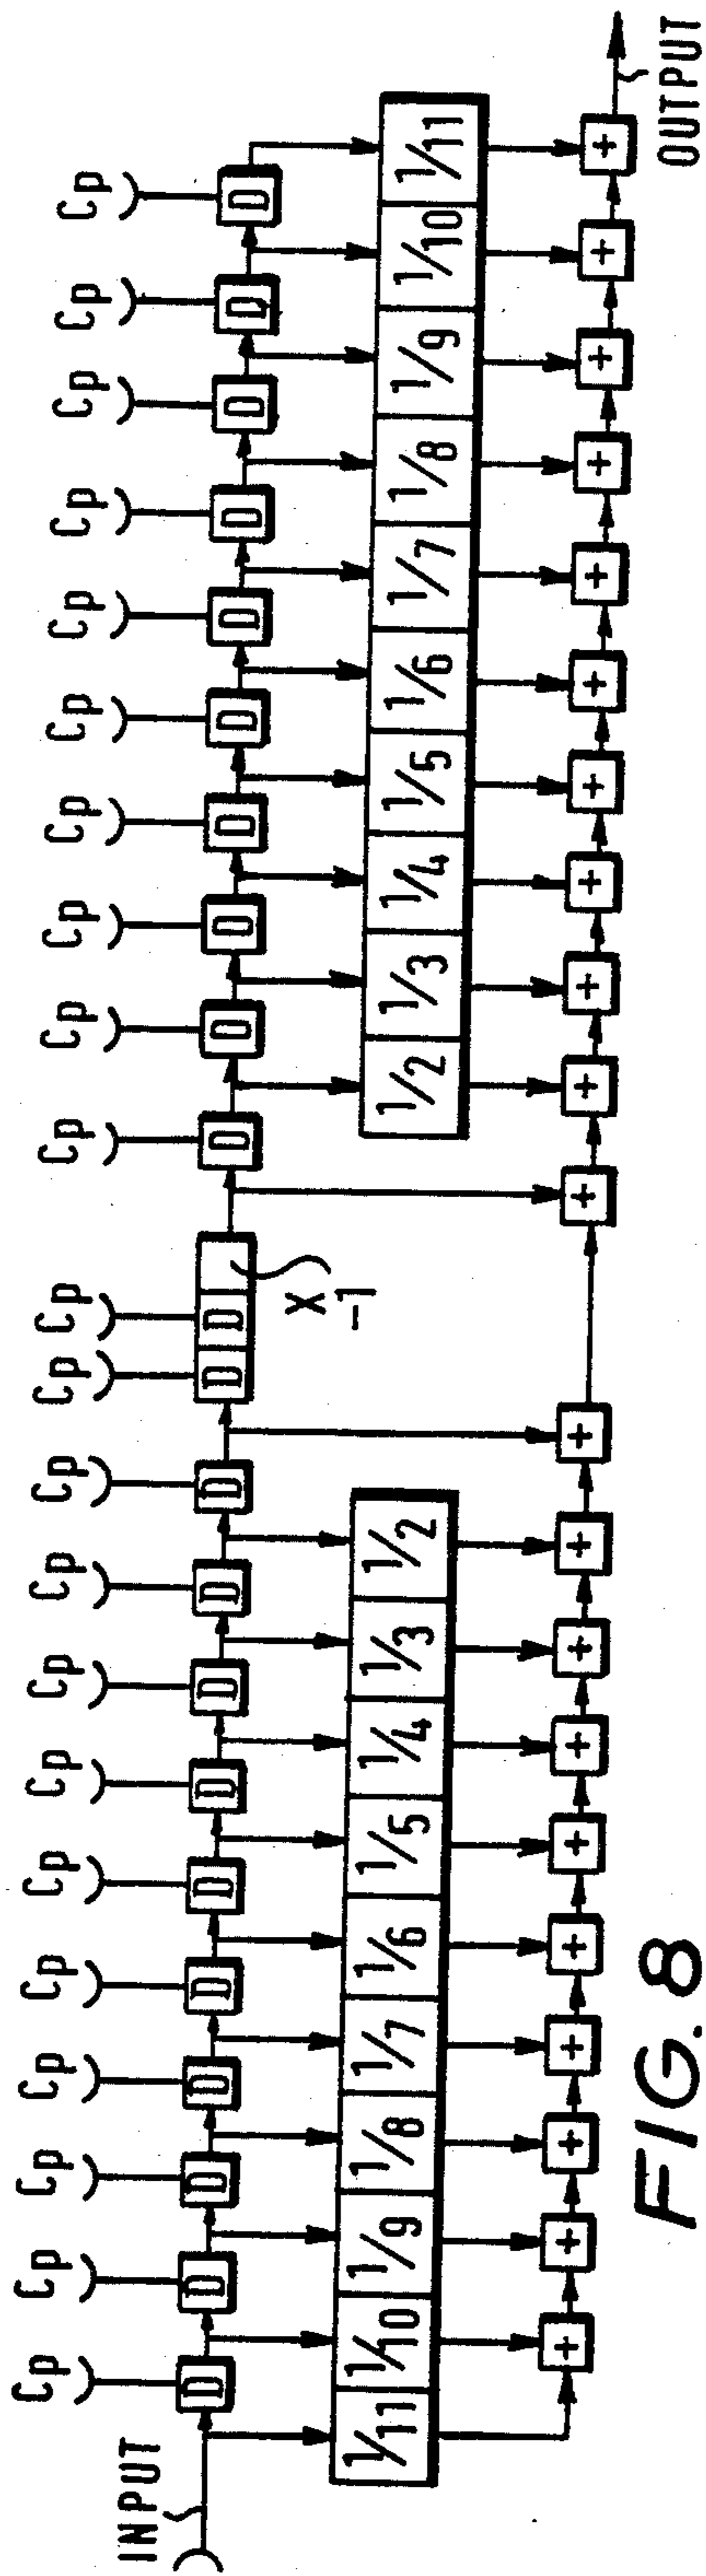 Cp Cp Cp Cp Cp Cp Cp Cp Cp Cp Cp Cp Cp Cp Cp Cp Cp Cp Cp Cp Cp Cp
INPUT
D D D D D D D D D D D D D D D D D D D D D D
X
-1
1/11 1/10 1/9 1/8 1/7 1/6 1/5 1/4 1/3 1/2
1/2 1/3 1/4 1/5 1/6 1/7 1/8 1/9 1/10 1/11
+ + + + + + + + + + + + + + + + + + + + +
OUTPUT
FIG. 8